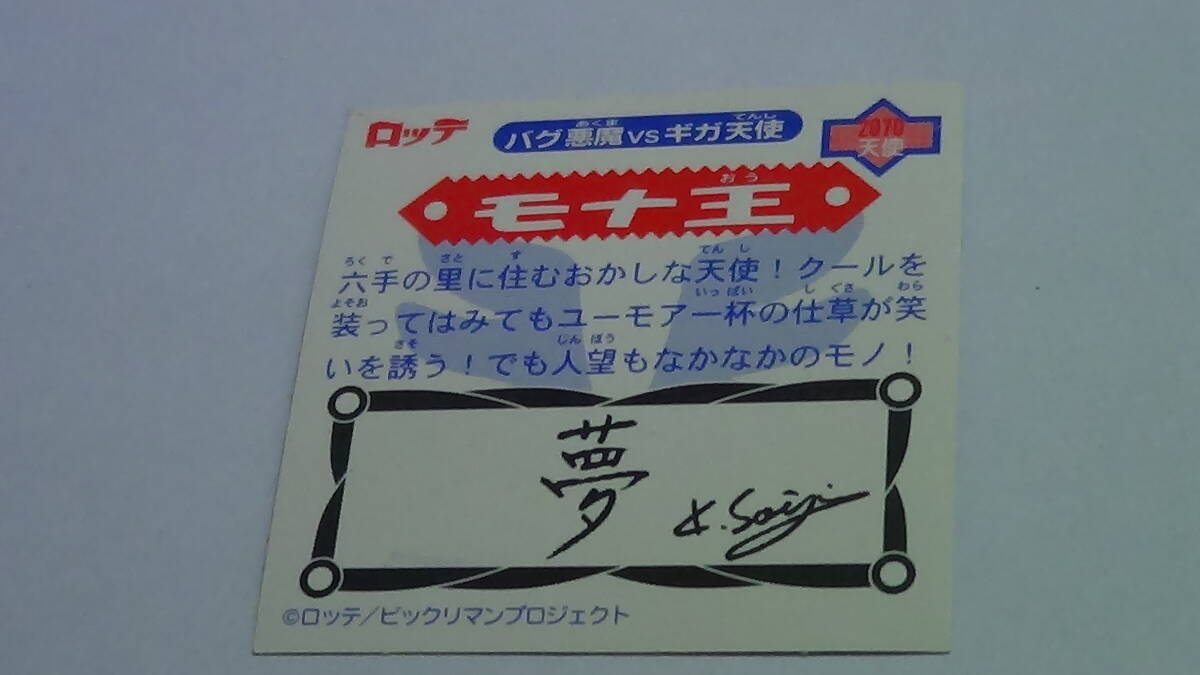 ロッテ
バグ悪魔vsギガ天使
2070
天使
モナ王
六手の里に住むおかしな天使！クールを
装ってはみてもユーモアー杯の仕草が笑
いを誘う！でも人望もなかなかのモノ！
夢
K.Saiji
©ロッテ/ビックリマンプロジェクト